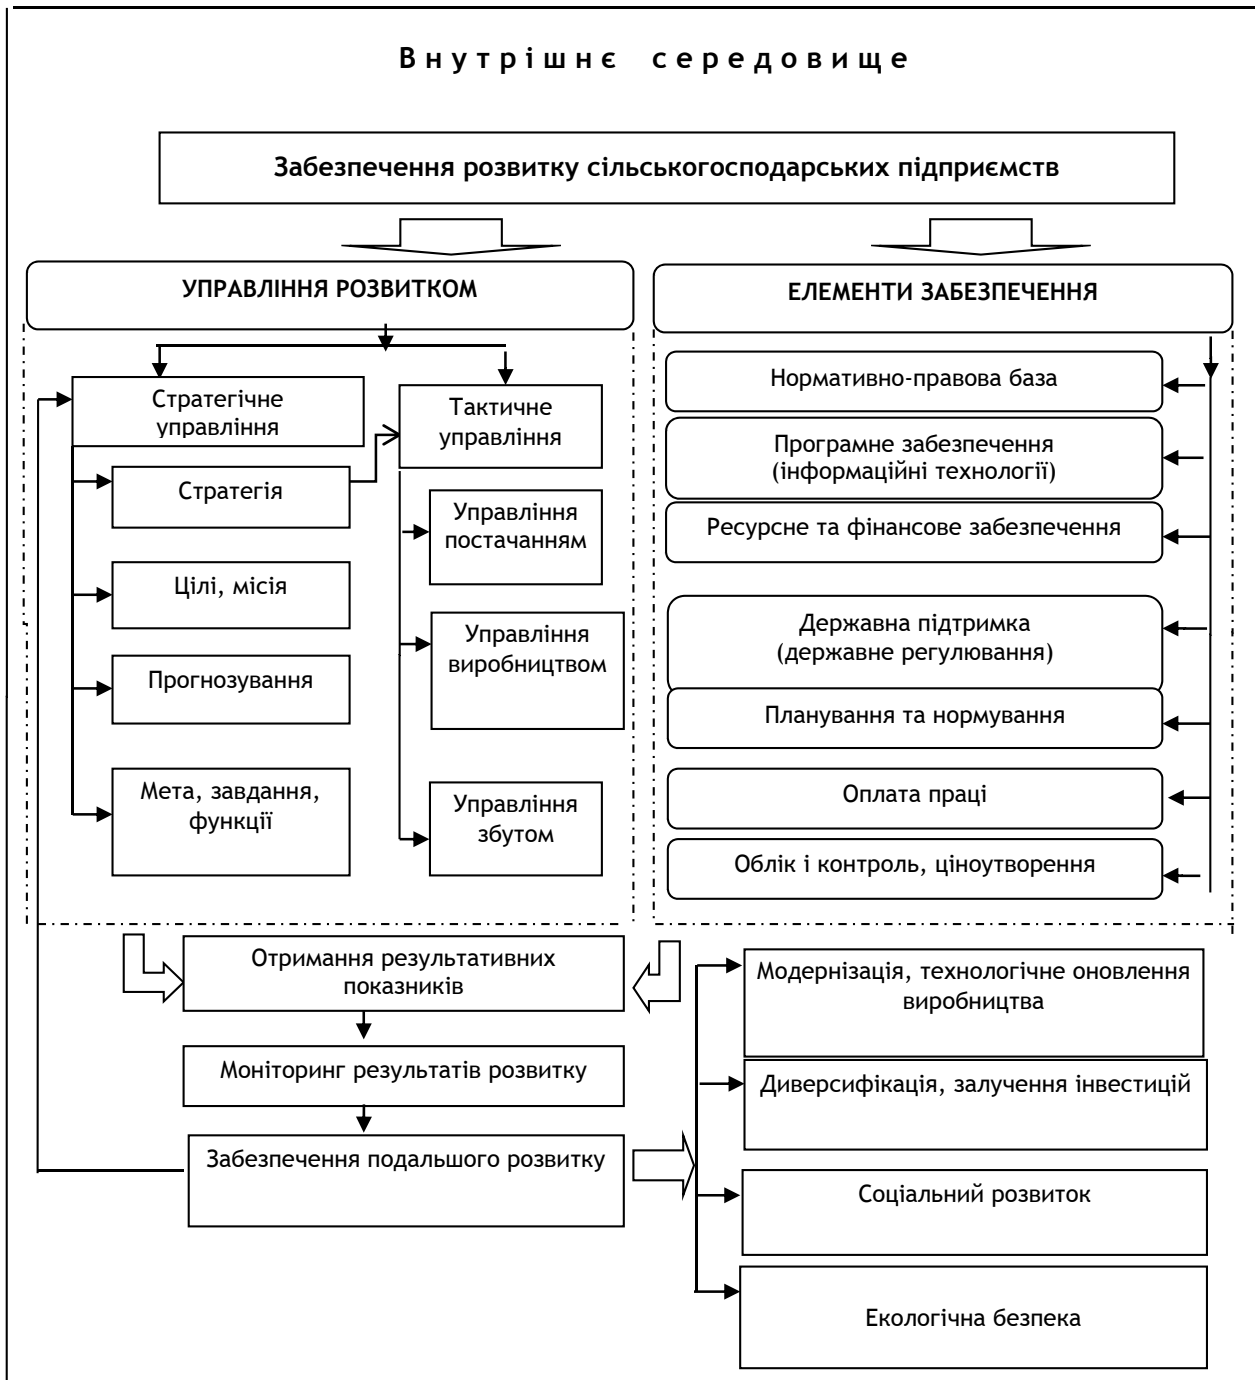 Внутрішнє середовище
Забезпечення розвитку сільськогосподарських підприємств
УПРАВЛІННЯ РОЗВИТКОМ
Стратегічне
управління
Стратегія
Цілі, місія
Прогнозування
Мета, завдання,
функції
Тактичне
управління
Управління
постачанням
Управління
виробництвом
Управління
збутом
ЕЛЕМЕНТИ ЗАБЕЗПЕЧЕННЯ
Нормативно-правова база
Програмне забезпечення
(інформаційні технології)
Ресурсне та фінансове забезпечення
Державна підтримка
(державне регулювання)
Планування та нормування
Оплата праці
Облік і контроль, ціноутворення
Отримання результативних
показників
Моніторинг результатів розвитку
Забезпечення подальшого розвитку
Модернізація, технологічне оновлення
виробництва
Диверсифікація, залучення інвестицій
Соціальний розвиток
Екологічна безпека